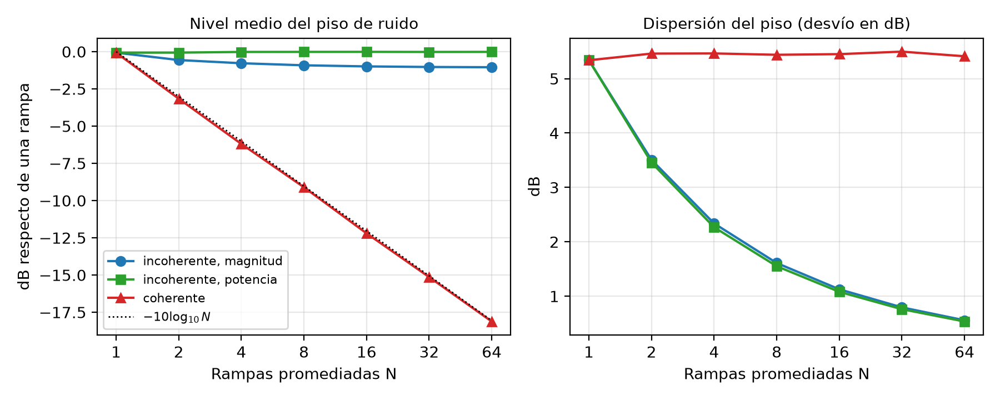 Nivel medio del piso de ruido
dB respecto de una rampa
0.0
−2.5
−5.0
−7.5
−10.0
−12.5
−15.0
−17.5
incoherente, magnitud
incoherente, potencia
coherente
−10log₁₀ N
1 2 4 8 16 32 64
Rampas promediadas N
Dispersión del piso (desvío en dB)
dB
5
4
3
2
1
1 2 4 8 16 32 64
Rampas promediadas N